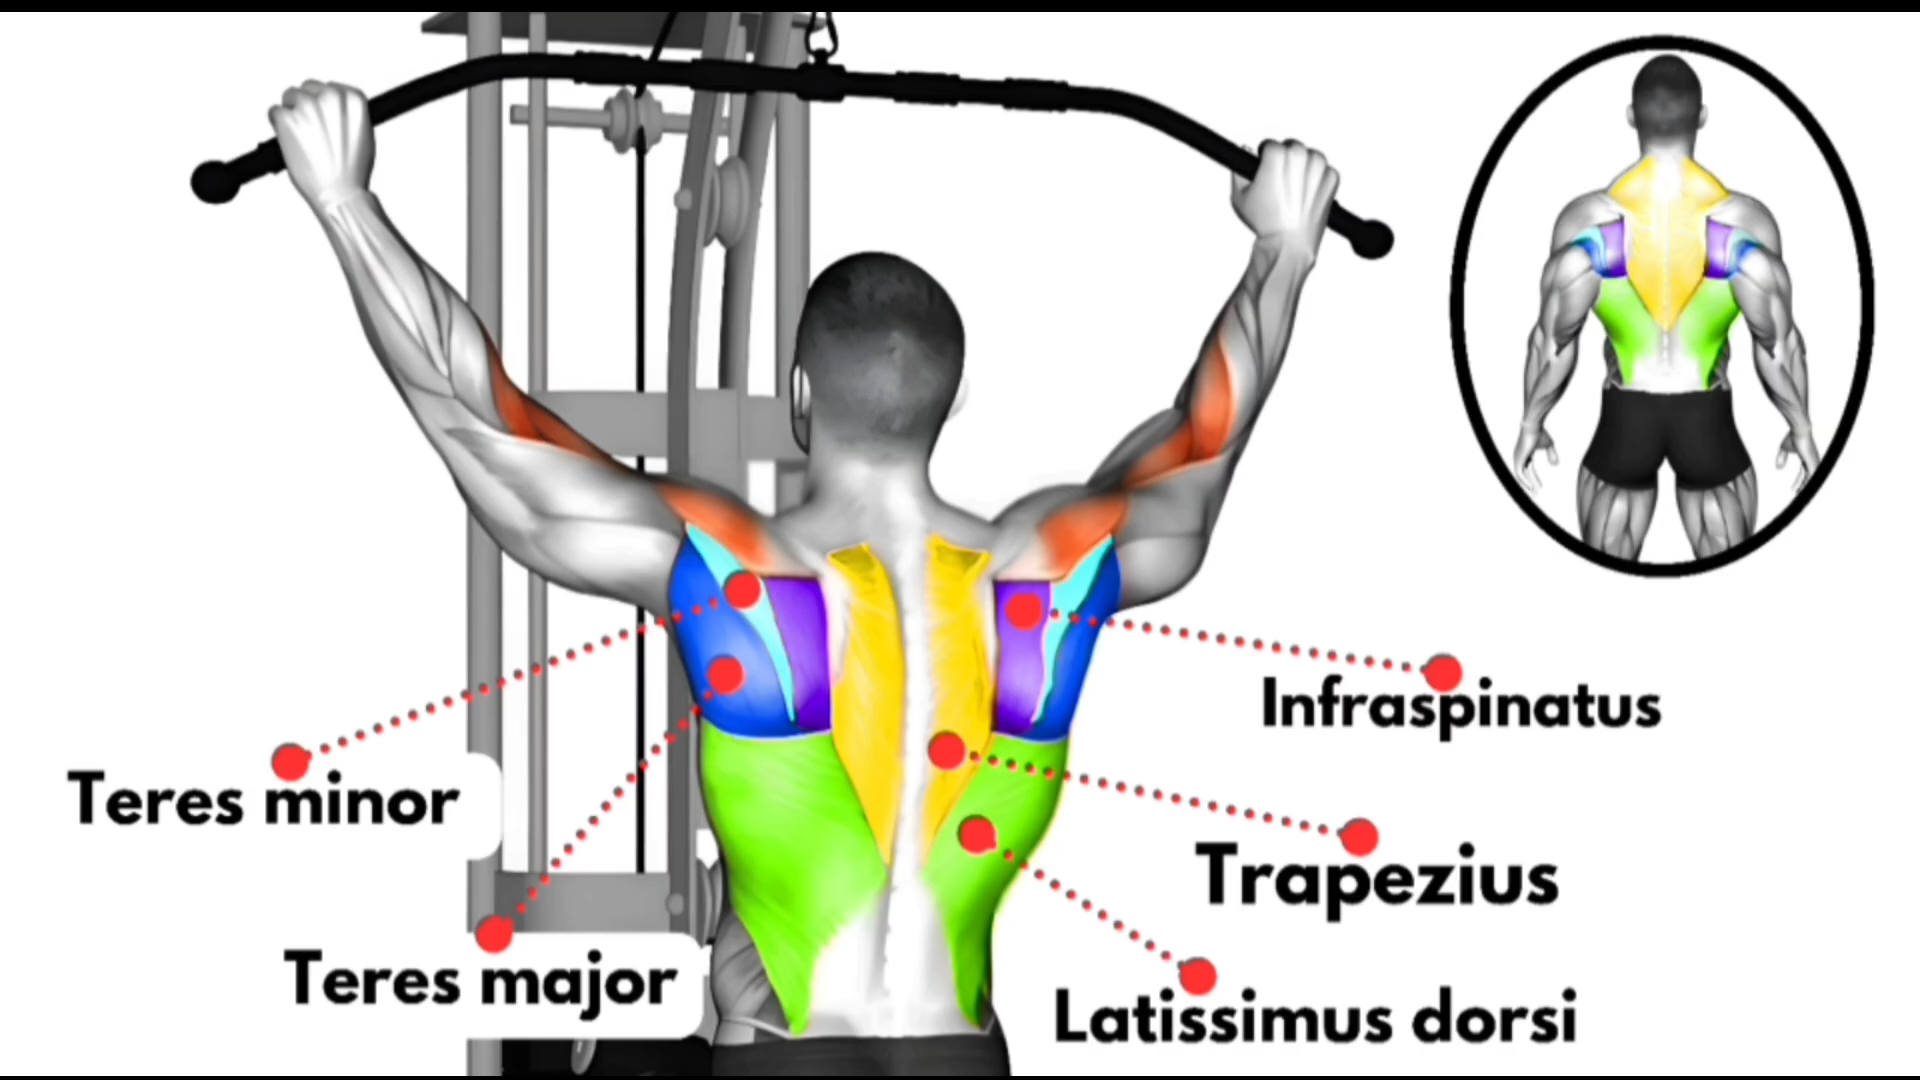 Infraspinatus
Teres minor
Trapezius
Teres major
Latissimus dorsi